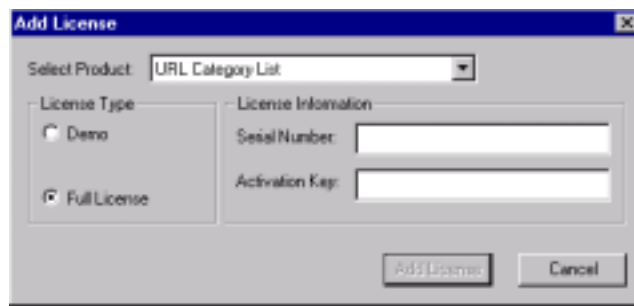 Add License
Select Product: URL Category List
License Type
License Information
Demo
Serial Number:
Full License
Activation Key:
Add License
Cancel